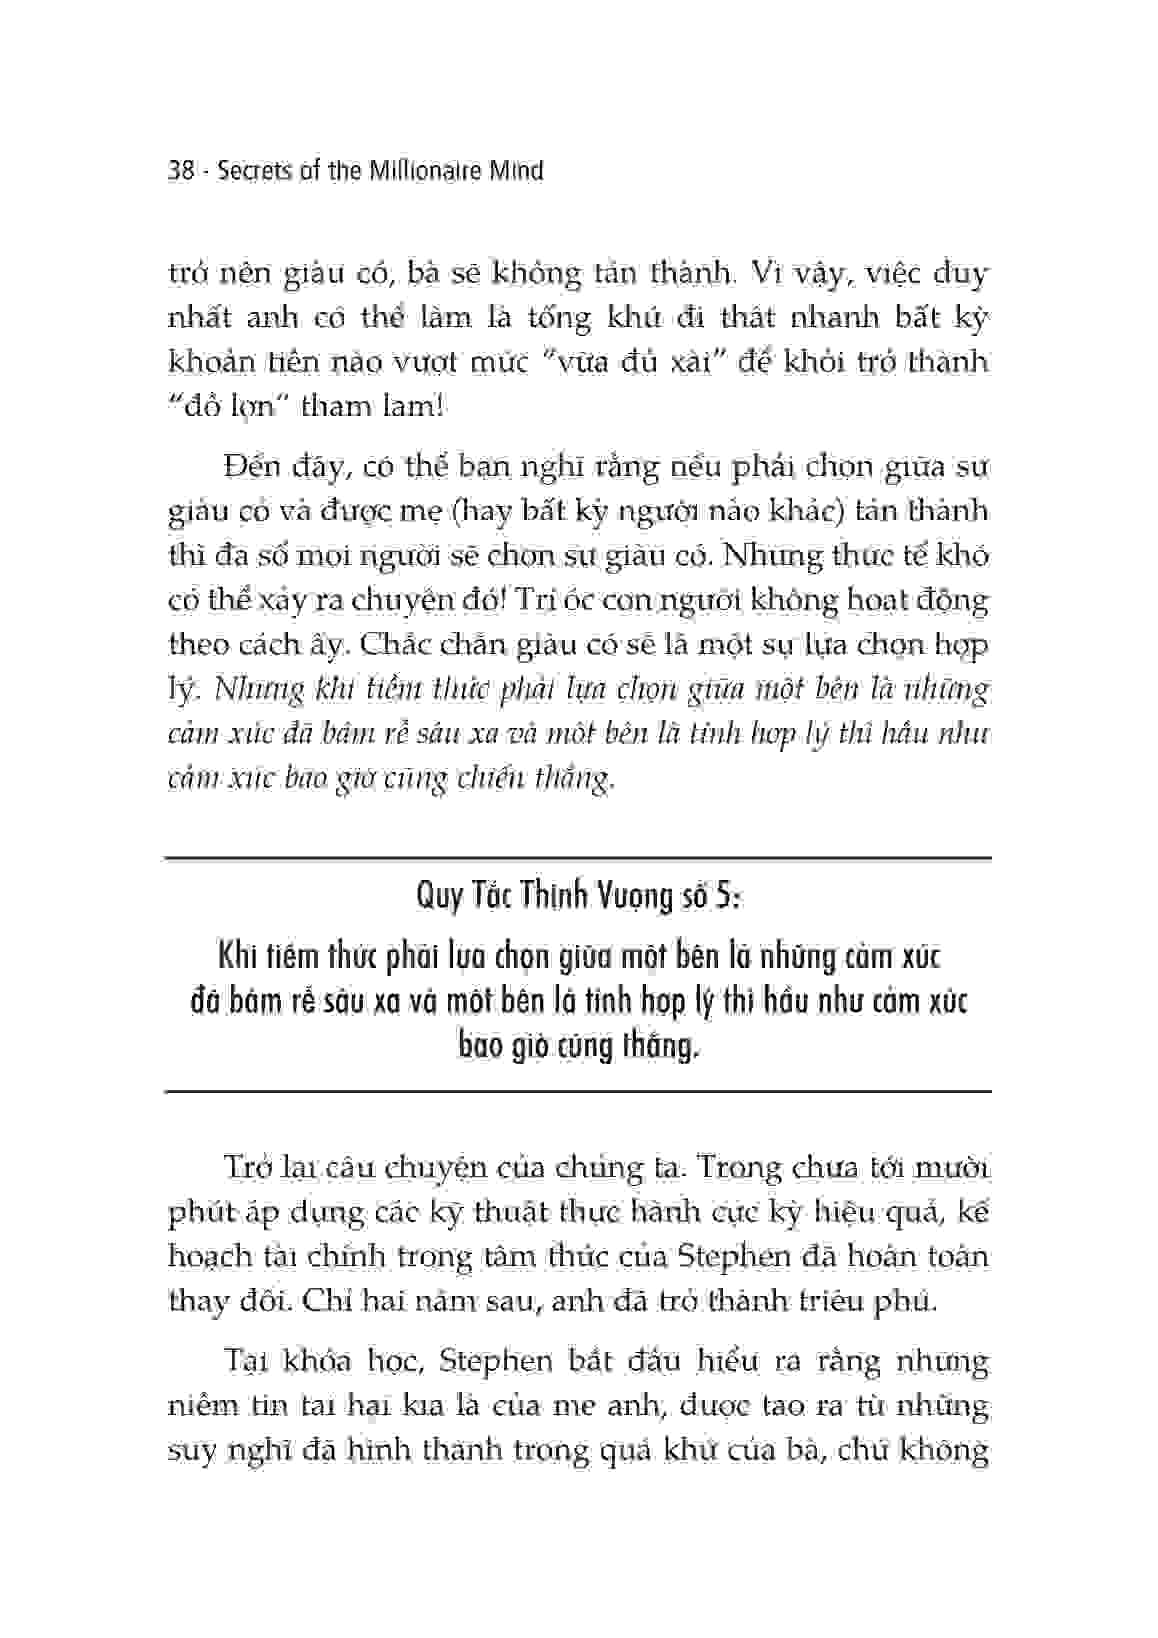 38 - Secrets of the Millionaire Mind
trở nên giàu có, bà sẽ không tán thành. Vì vậy, việc duy
nhất anh có thể làm là tống khứ đi thật nhanh bất kỳ
khoản tiền nào vượt mức “vừa đủ xài” để khỏi trở thành
“đồ lợn” tham lam!
Đến đây, có thể bạn nghĩ rằng nếu phải chọn giữa sự
giàu có và được mẹ (hay bất kỳ người nào khác) tán thành
thì đa số mọi người sẽ chọn sự giàu có. Nhưng thực tế khó
có thể xảy ra chuyện đó! Trí óc con người không hoạt động
theo cách ấy. Chắc chắn giàu có sẽ là một sự lựa chọn hợp
lý. Nhưng khi tiềm thức phải lựa chọn giữa một bên là những
cảm xúc đã bám rễ sâu xa và một bên là tính hợp lý thì hầu như
cảm xúc bao giờ cũng chiến thắng.
Quy Tắc Thịnh Vượng số 5:
Khi tiềm thức phải lựa chọn giữa một bên là những cảm xúc
đã bám rễ sâu xa và một bên là tính hợp lý thì hầu như cảm xúc
bao giờ cũng thắng.
Trở lại câu chuyện của chúng ta. Trong chưa tới mười
phút áp dụng các kỹ thuật thực hành cực kỳ hiệu quả, kế
hoạch tài chính trong tâm thức của Stephen đã hoàn toàn
thay đổi. Chỉ hai năm sau, anh đã trở thành triệu phú.
Tại khóa học, Stephen bắt đầu hiểu ra rằng những
niềm tin tai hại kia là của mẹ anh, được tạo ra từ những
suy nghĩ đã hình thành trong quá khứ của bà, chứ không